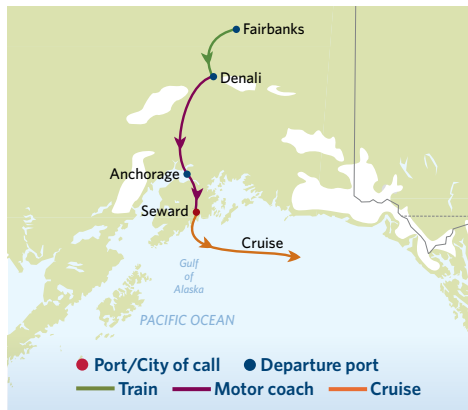 Fairbanks
Denali
Anchorage
Seward
Cruise
Gulf
of
Alaska
PACIFIC OCEAN
Port/City of call
Departure port
Train
Motor coach
Cruise